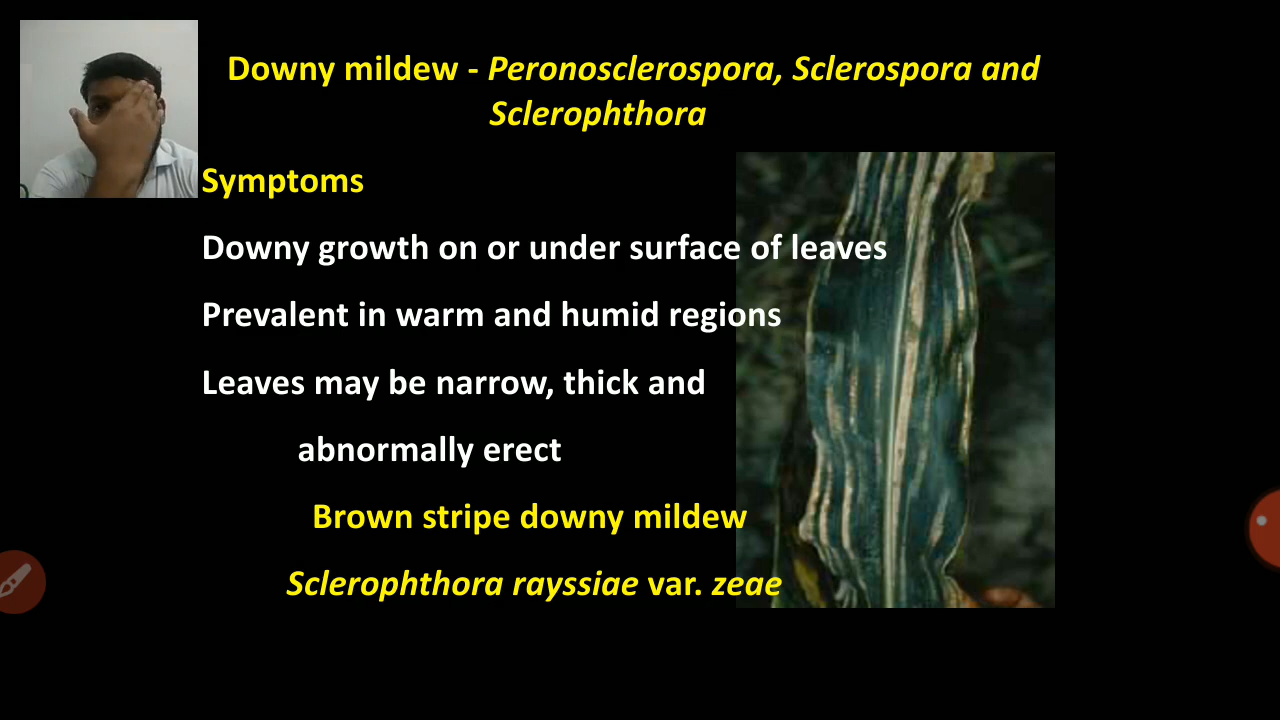 Downy mildew - Peronosclerospora, Sclerospora and
Sclerophthora
Symptoms
Downy growth on or under surface of leaves
Prevalent in warm and humid regions
Leaves may be narrow, thick and
abnormally erect
Brown stripe downy mildew
Sclerophthora rayssiae var. zeae